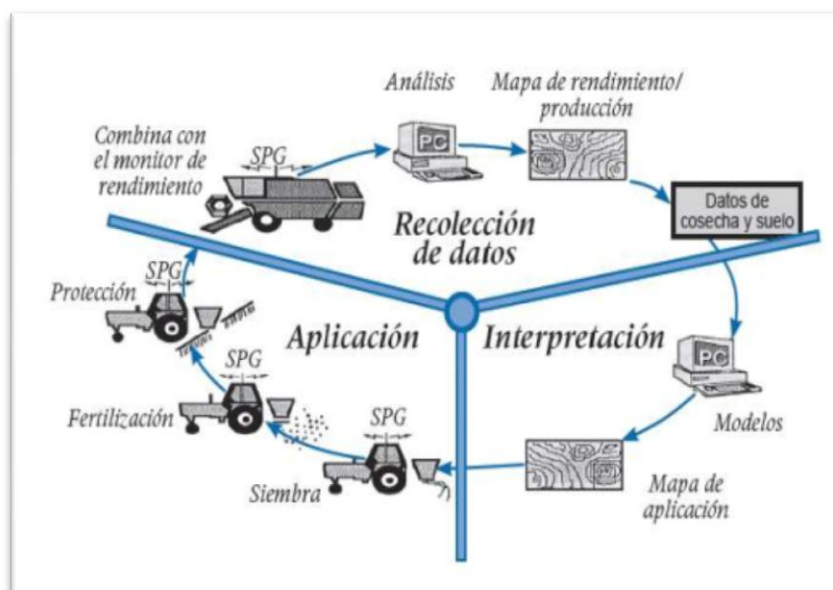 Análisis
Mapa de rendimiento/
producción
Combina con
el monitor de
rendimiento
SPG
PC
Datos de
cosecha y suelo
Recolección
de datos
SPG
Protección
Aplicación
Interpretación
SPG
PC
Fertilización
SPG
Modelos
Siembra
Mapa de
aplicación